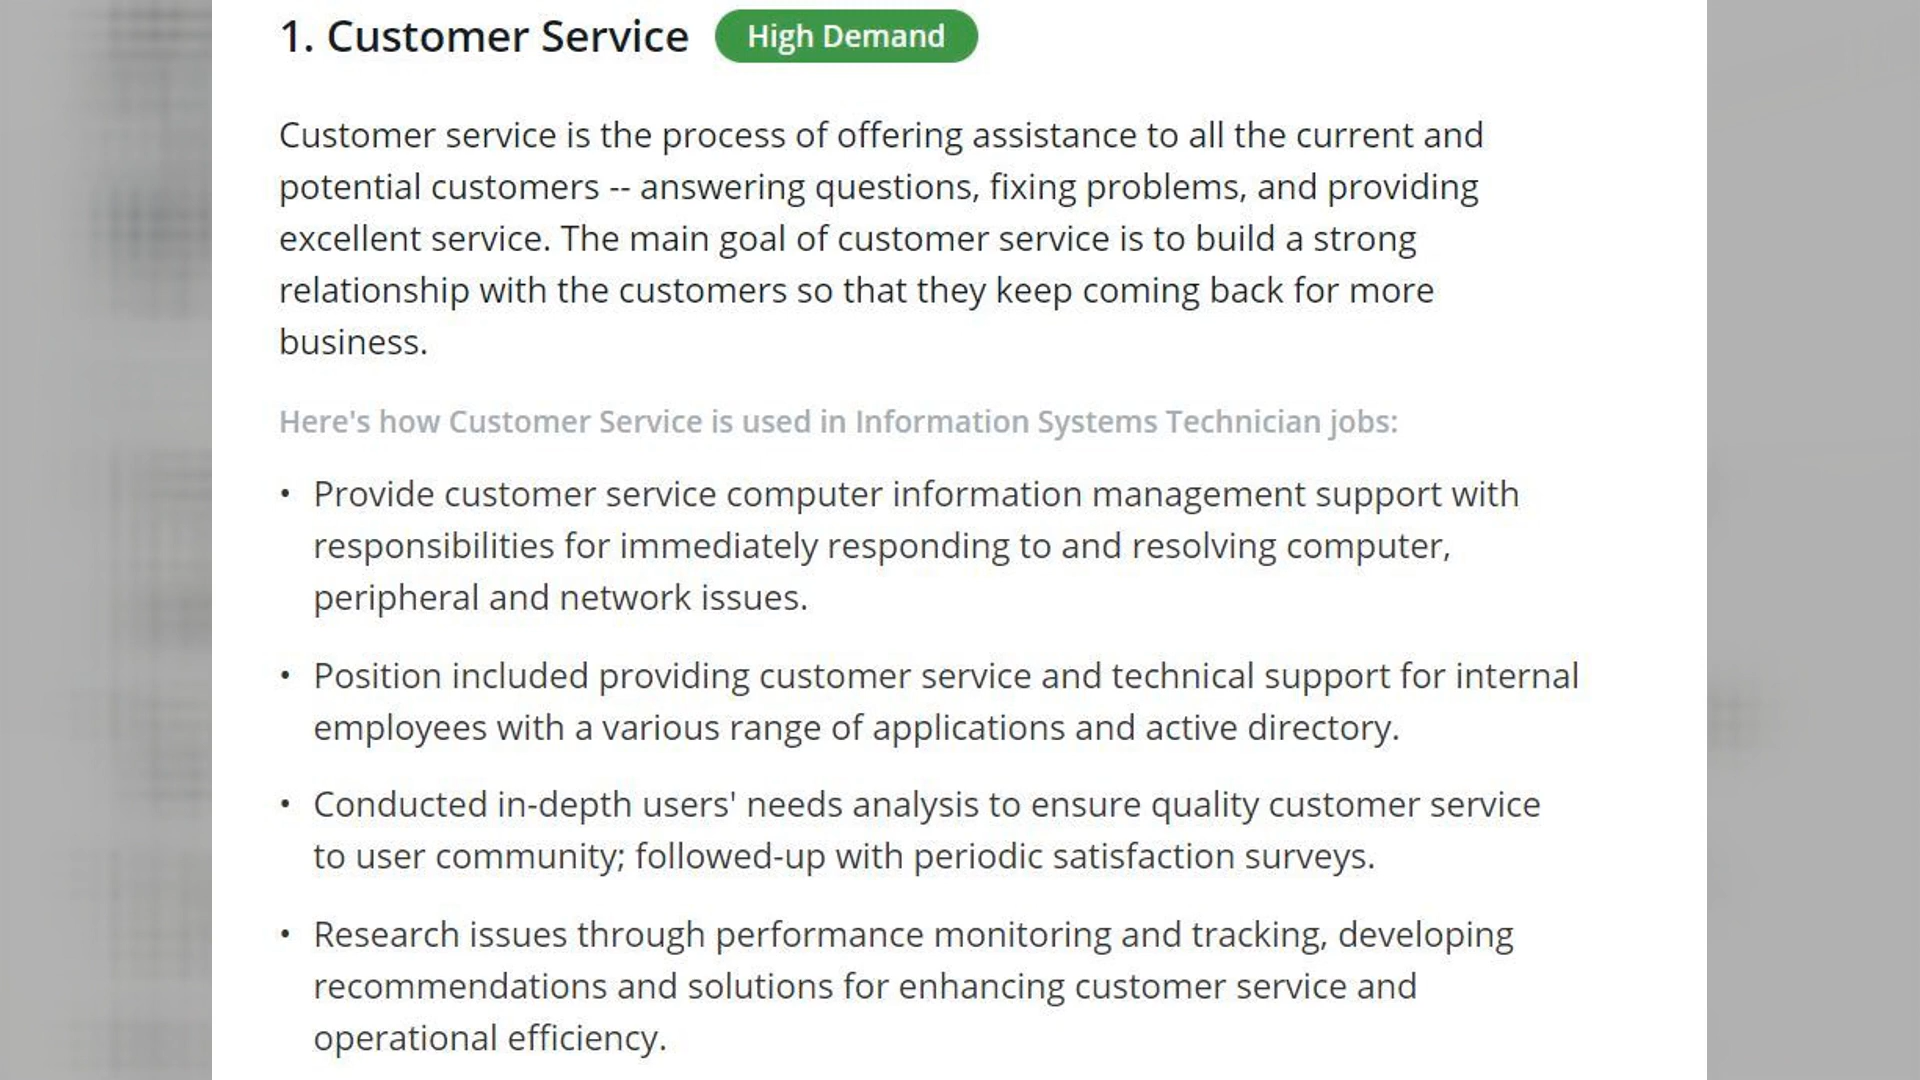 1. Customer Service High Demand
Customer service is the process of offering assistance to all the current and
potential customers -- answering questions, fixing problems, and providing
excellent service. The main goal of customer service is to build a strong
relationship with the customers so that they keep coming back for more
business.
Here's how Customer Service is used in Information Systems Technician jobs:
• Provide customer service computer information management support with
responsibilities for immediately responding to and resolving computer,
peripheral and network issues.
• Position included providing customer service and technical support for internal
employees with a various range of applications and active directory.
• Conducted in-depth users' needs analysis to ensure quality customer service
to user community; followed-up with periodic satisfaction surveys.
• Research issues through performance monitoring and tracking, developing
recommendations and solutions for enhancing customer service and
operational efficiency.